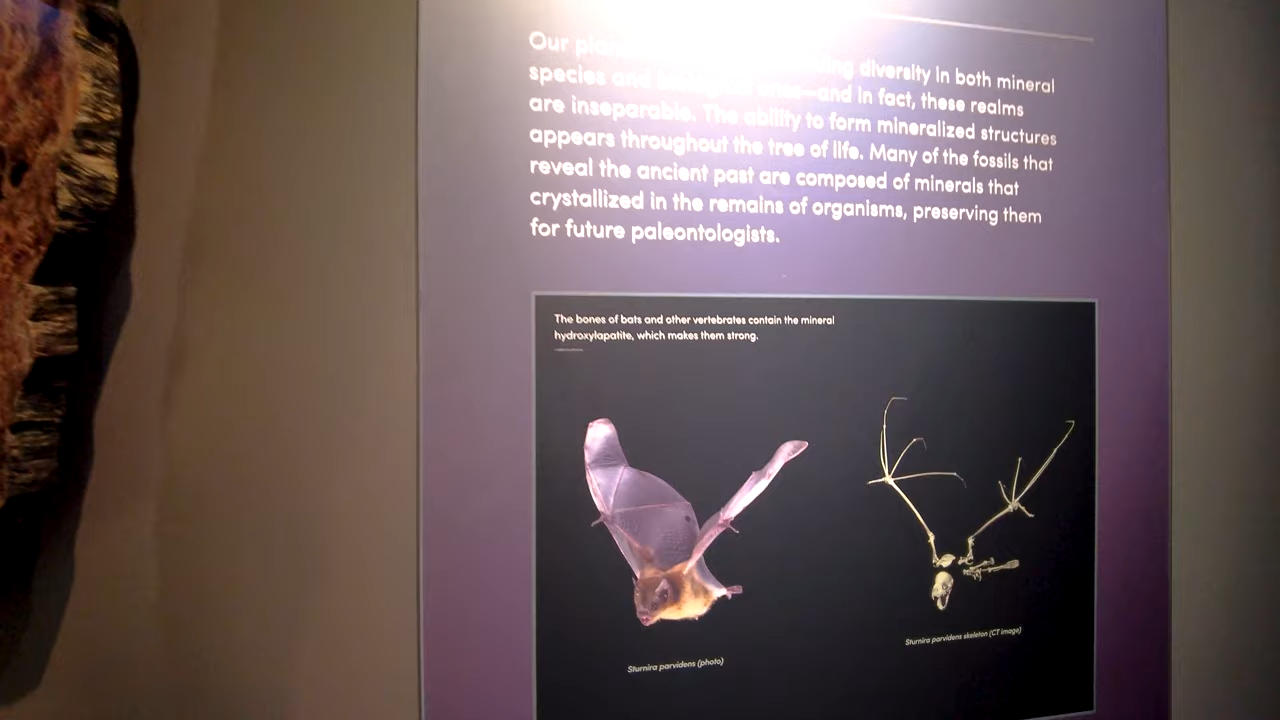 Our diversity in both mineral
species and and in fact, these realms
are inseparable. The ability to form mineralized structures
appears throughout the tree of life. Many of the fossils that
reveal the ancient past are composed of minerals that
crystallized in the remains of organisms, preserving them
for future paleontologists.
The bones of bats and other vertebrates contain the mineral
hydroxylapatite, which makes them strong.
Sturnira parvidens (photo)
Sturnira parvidens skeleton (CT image)